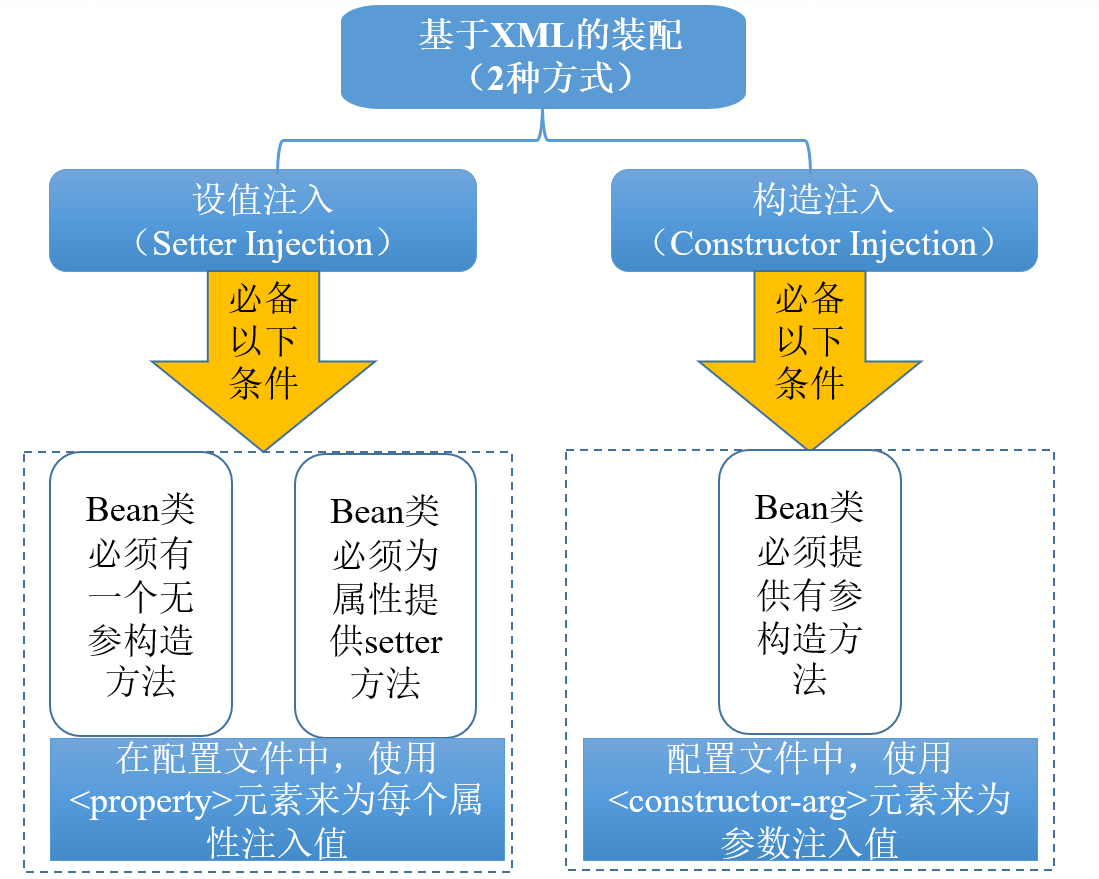 基于XML的装配
（2种方式）
设值注入
（Setter Injection）
构造注入
（Constructor Injection）
必备
以下
条件
必备
以下
条件
Bean类
必须有
一个无
参构造
方法
Bean类
必须为
属性提
供setter
方法
Bean类
必须提
供有参
构造方
法
在配置文件中，使用
<property>元素来为每个属
性注入值
配置文件中，使用
<constructor-arg>元素来为
参数注入值